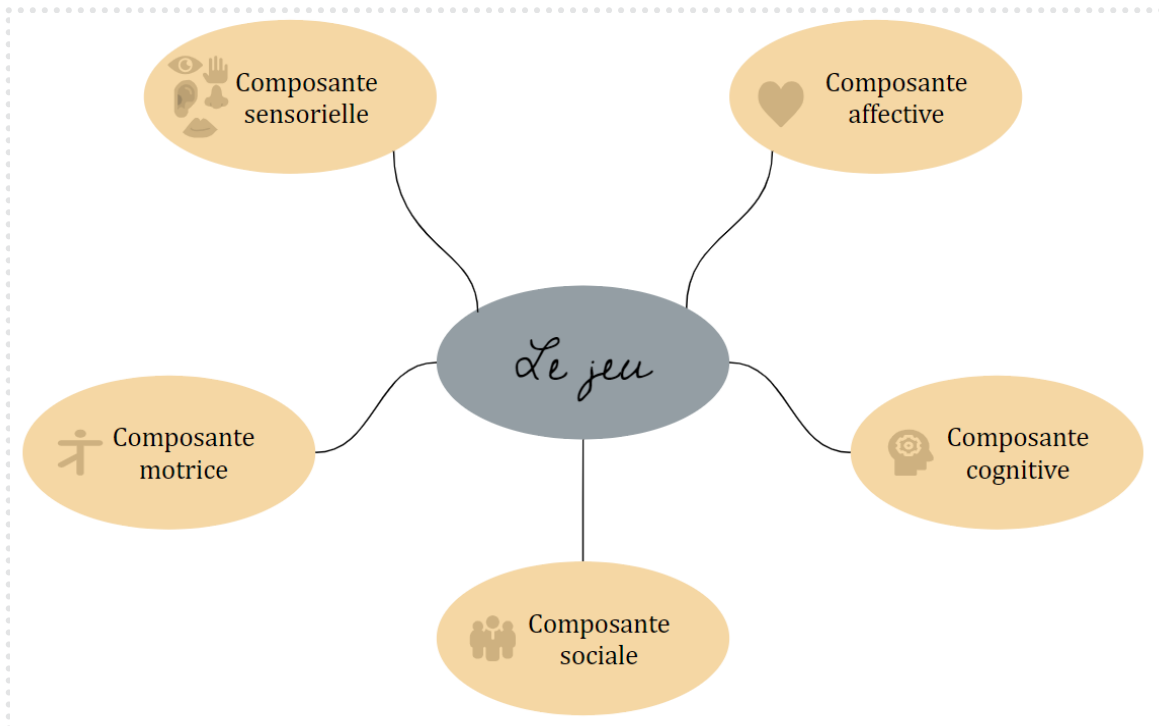 Composante
sensorielle
Composante
affective
Le jeu
Composante
motrice
Composante
cognitive
Composante
sociale